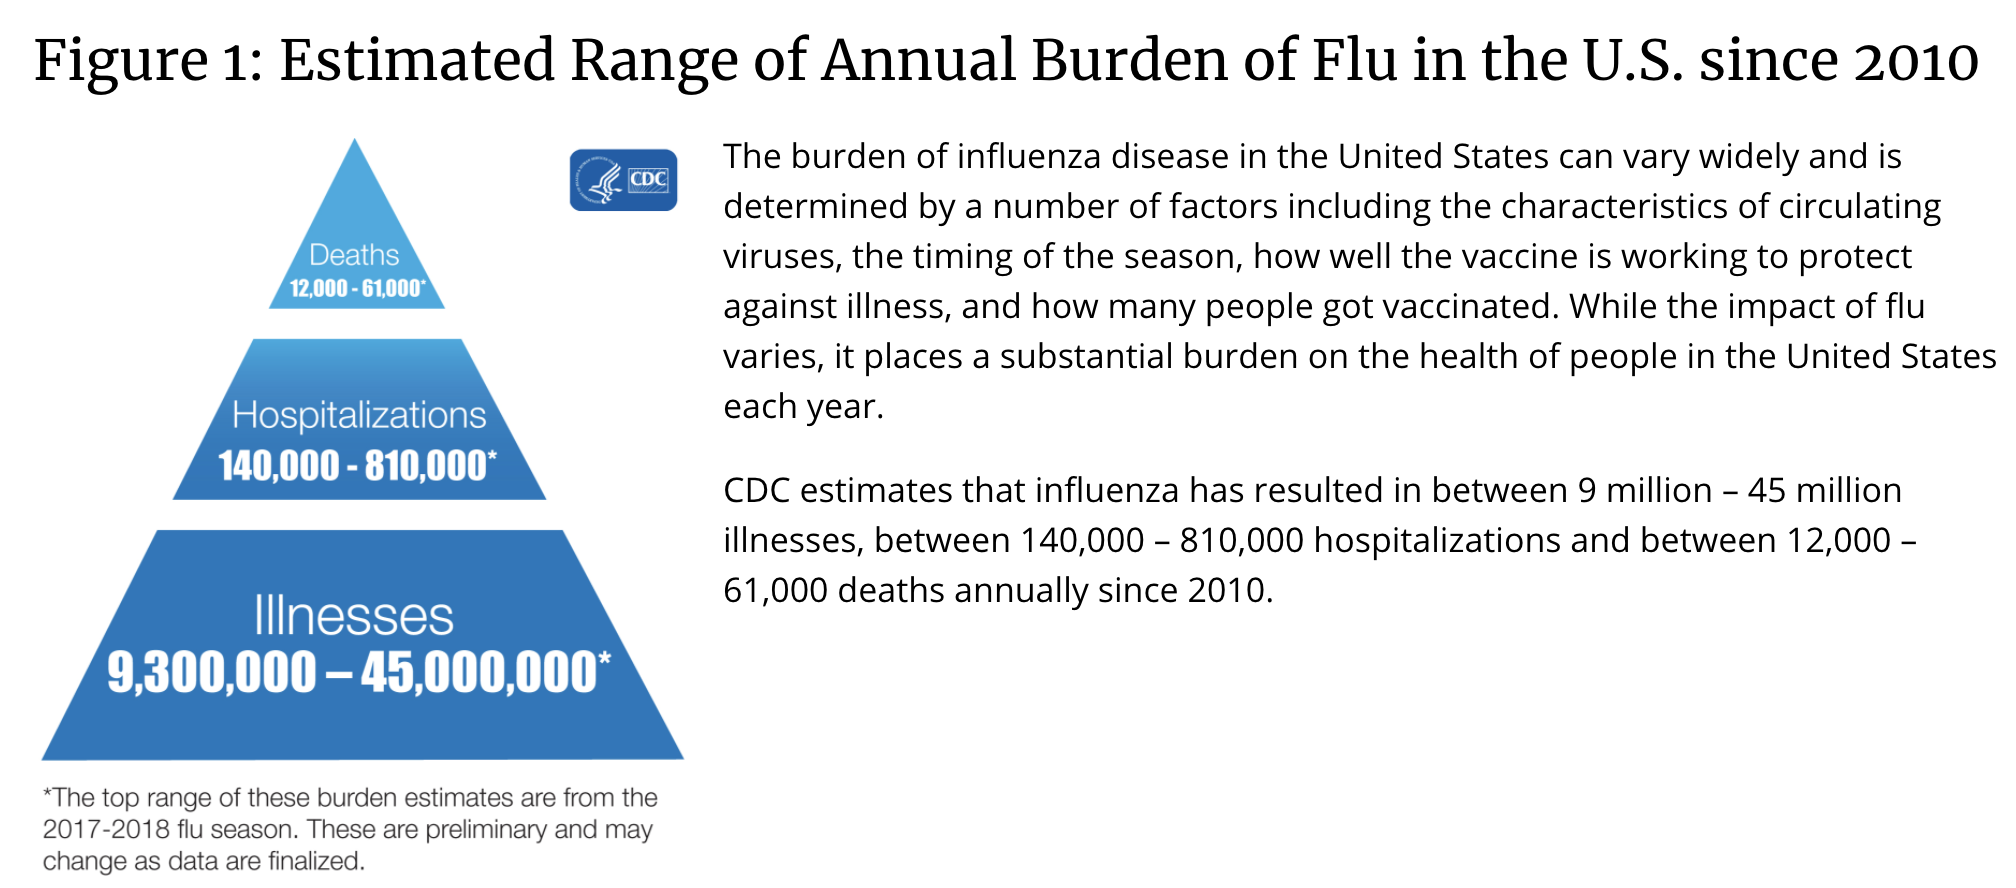 Figure 1: Estimated Range of Annual Burden of Flu in the U.S. since 2010
Deaths
12,000 - 61,000*
Hospitalizations
140,000 - 810,000*
Illnesses
9,300,000 – 45,000,000*
*The top range of these burden estimates are from the
2017-2018 flu season. These are preliminary and may
change as data are finalized.
CDC
The burden of influenza disease in the United States can vary widely and is
determined by a number of factors including the characteristics of circulating
viruses, the timing of the season, how well the vaccine is working to protect
against illness, and how many people got vaccinated. While the impact of flu
varies, it places a substantial burden on the health of people in the United States
each year.
CDC estimates that influenza has resulted in between 9 million – 45 million
illnesses, between 140,000 – 810,000 hospitalizations and between 12,000 –
61,000 deaths annually since 2010.